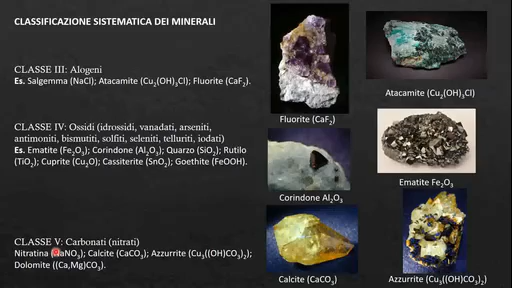 CLASSIFICAZIONE SISTEMATICA DEI MINERALI
CLASSE III: Alogeni
Es. Salgemma (NaCl); Atacamite (Cu₂(OH)₃Cl); Fluorite (CaF₂).
Fluorite (CaF₂)
Atacamite (Cu₂(OH)₃Cl)
CLASSE IV: Ossidi (idrossidi, vanadati, arseniti,
antimoniti, bismutiti, solfiti, seleniti, telluriti, iodati)
Es. Ematite (Fe₂O₃); Corindone (Al₂O₃); Quarzo (SiO₂); Rutilo
(TiO₂); Cuprite (Cu₂O); Cassiterite (SnO₂); Goethite (FeOOH).
Corindone Al₂O₃
Ematite Fe₂O₃
CLASSE V: Carbonati (nitrati)
Nitratina (NaNO₃); Calcite (CaCO₃); Azzurrite (Cu₃((OH)CO₃)₂);
Dolomite ((Ca,Mg)CO₃).
Calcite (CaCO₃)
Azzurrite (Cu₃((OH)CO₃)₂)